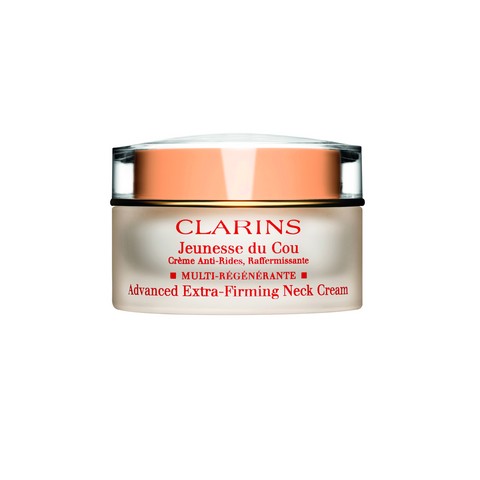 CLARINS
Jeunesse du Cou
Crème Anti-Rides, Raffermissante
■ MULTI-RÉGÉNÉRANTE ■
Advanced Extra-Firming Neck Cream